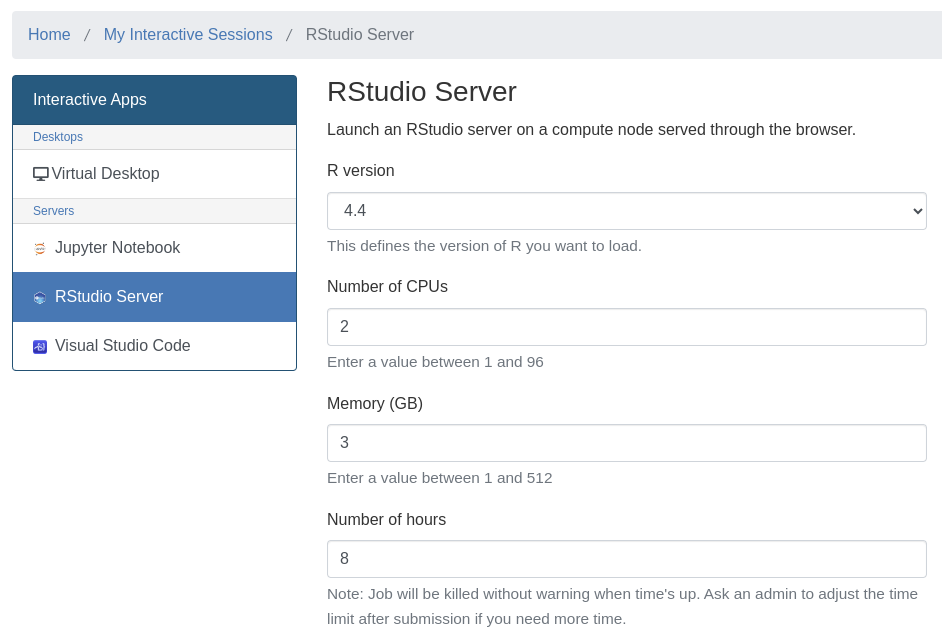 Home / My Interactive Sessions / RStudio Server
Interactive Apps
Desktops
Virtual Desktop
Servers
Jupyter Notebook
RStudio Server
Visual Studio Code
RStudio Server
Launch an RStudio server on a compute node served through the browser.
R version
4.4
This defines the version of R you want to load.
Number of CPUs
2
Enter a value between 1 and 96
Memory (GB)
3
Enter a value between 1 and 512
Number of hours
8
Note: Job will be killed without warning when time's up. Ask an admin to adjust the time
limit after submission if you need more time.